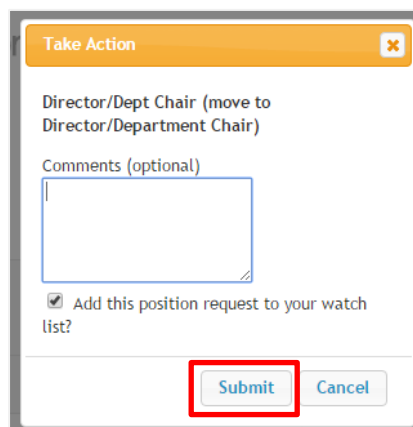 Take Action
Director/Dept Chair (move to
Director/Department Chair)
Comments (optional)
Add this position request to your watch
list?
Submit Cancel